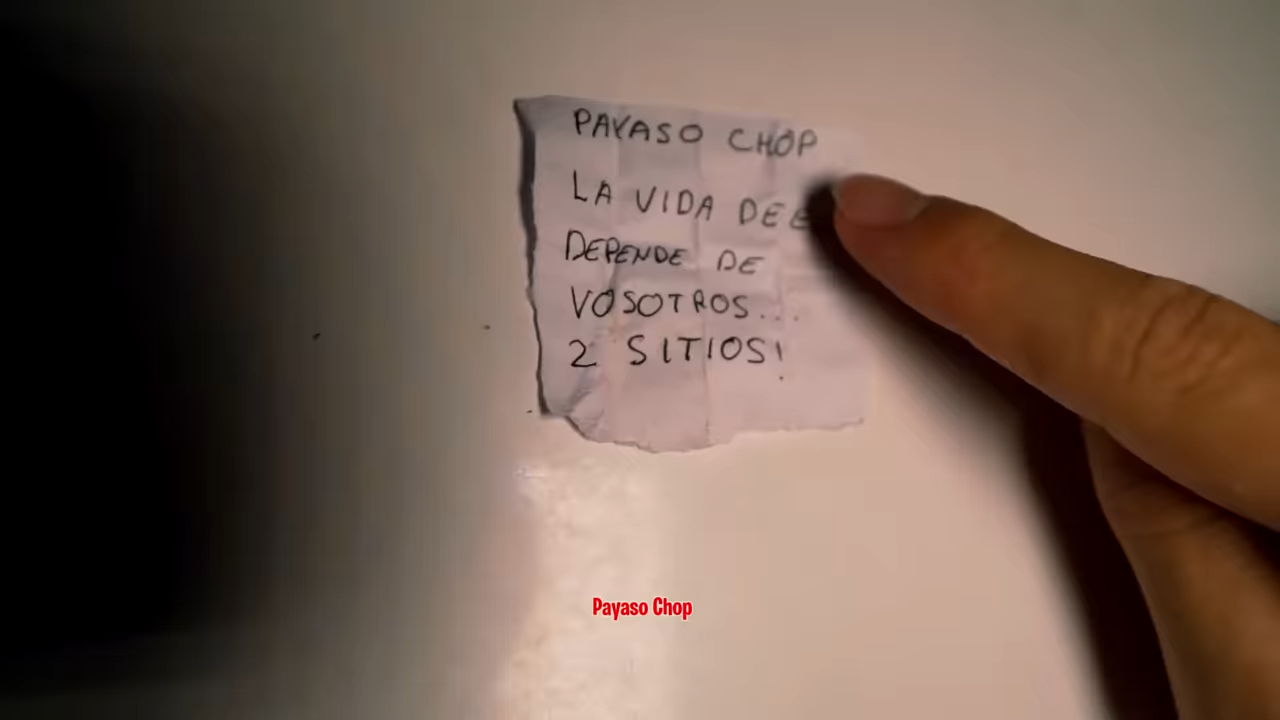 PAYASO CHOP
LA VIDA DE
DEPENDE DE
VOSOTROS...
2 SITIOS!
Payaso Chop